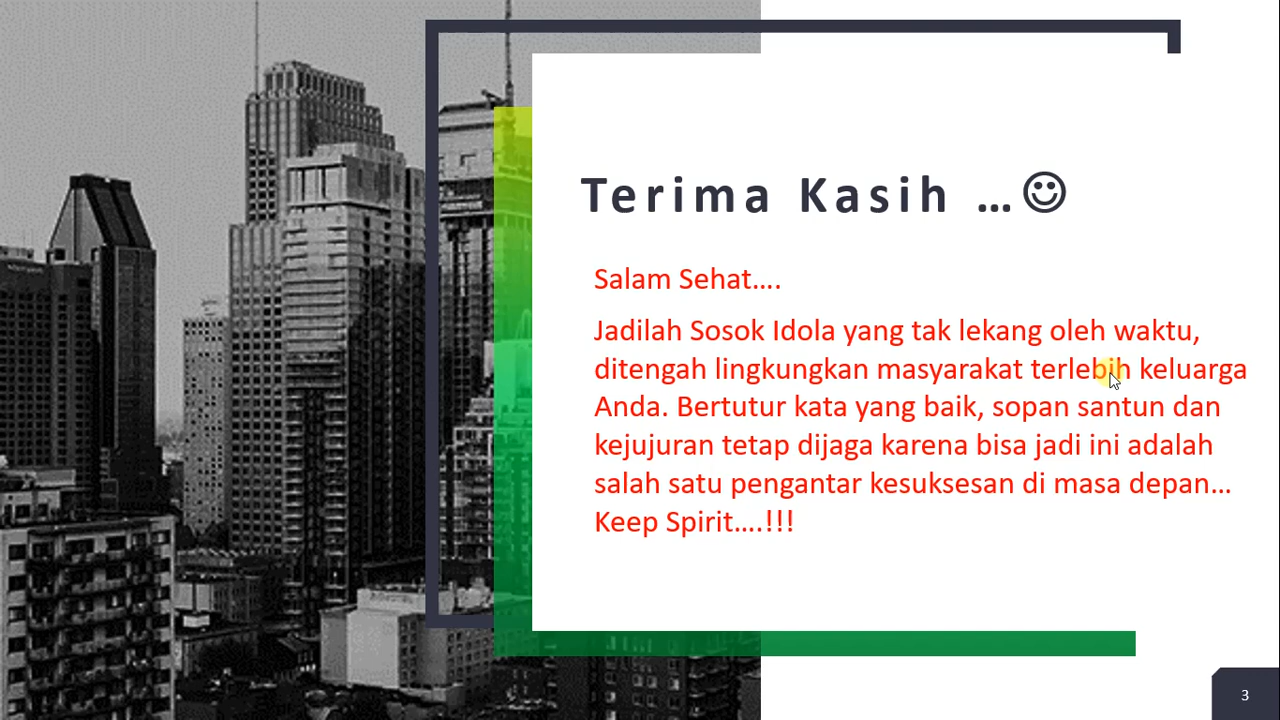 Terima Kasih …☺
Salam Sehat….
Jadilah Sosok Idola yang tak lekang oleh waktu,
ditengah lingkungkan masyarakat terlebih keluarga
Anda. Bertutur kata yang baik, sopan santun dan
kejujuran tetap dijaga karena bisa jadi ini adalah
salah satu pengantar kesuksesan di masa depan…
Keep Spirit….!!!
3